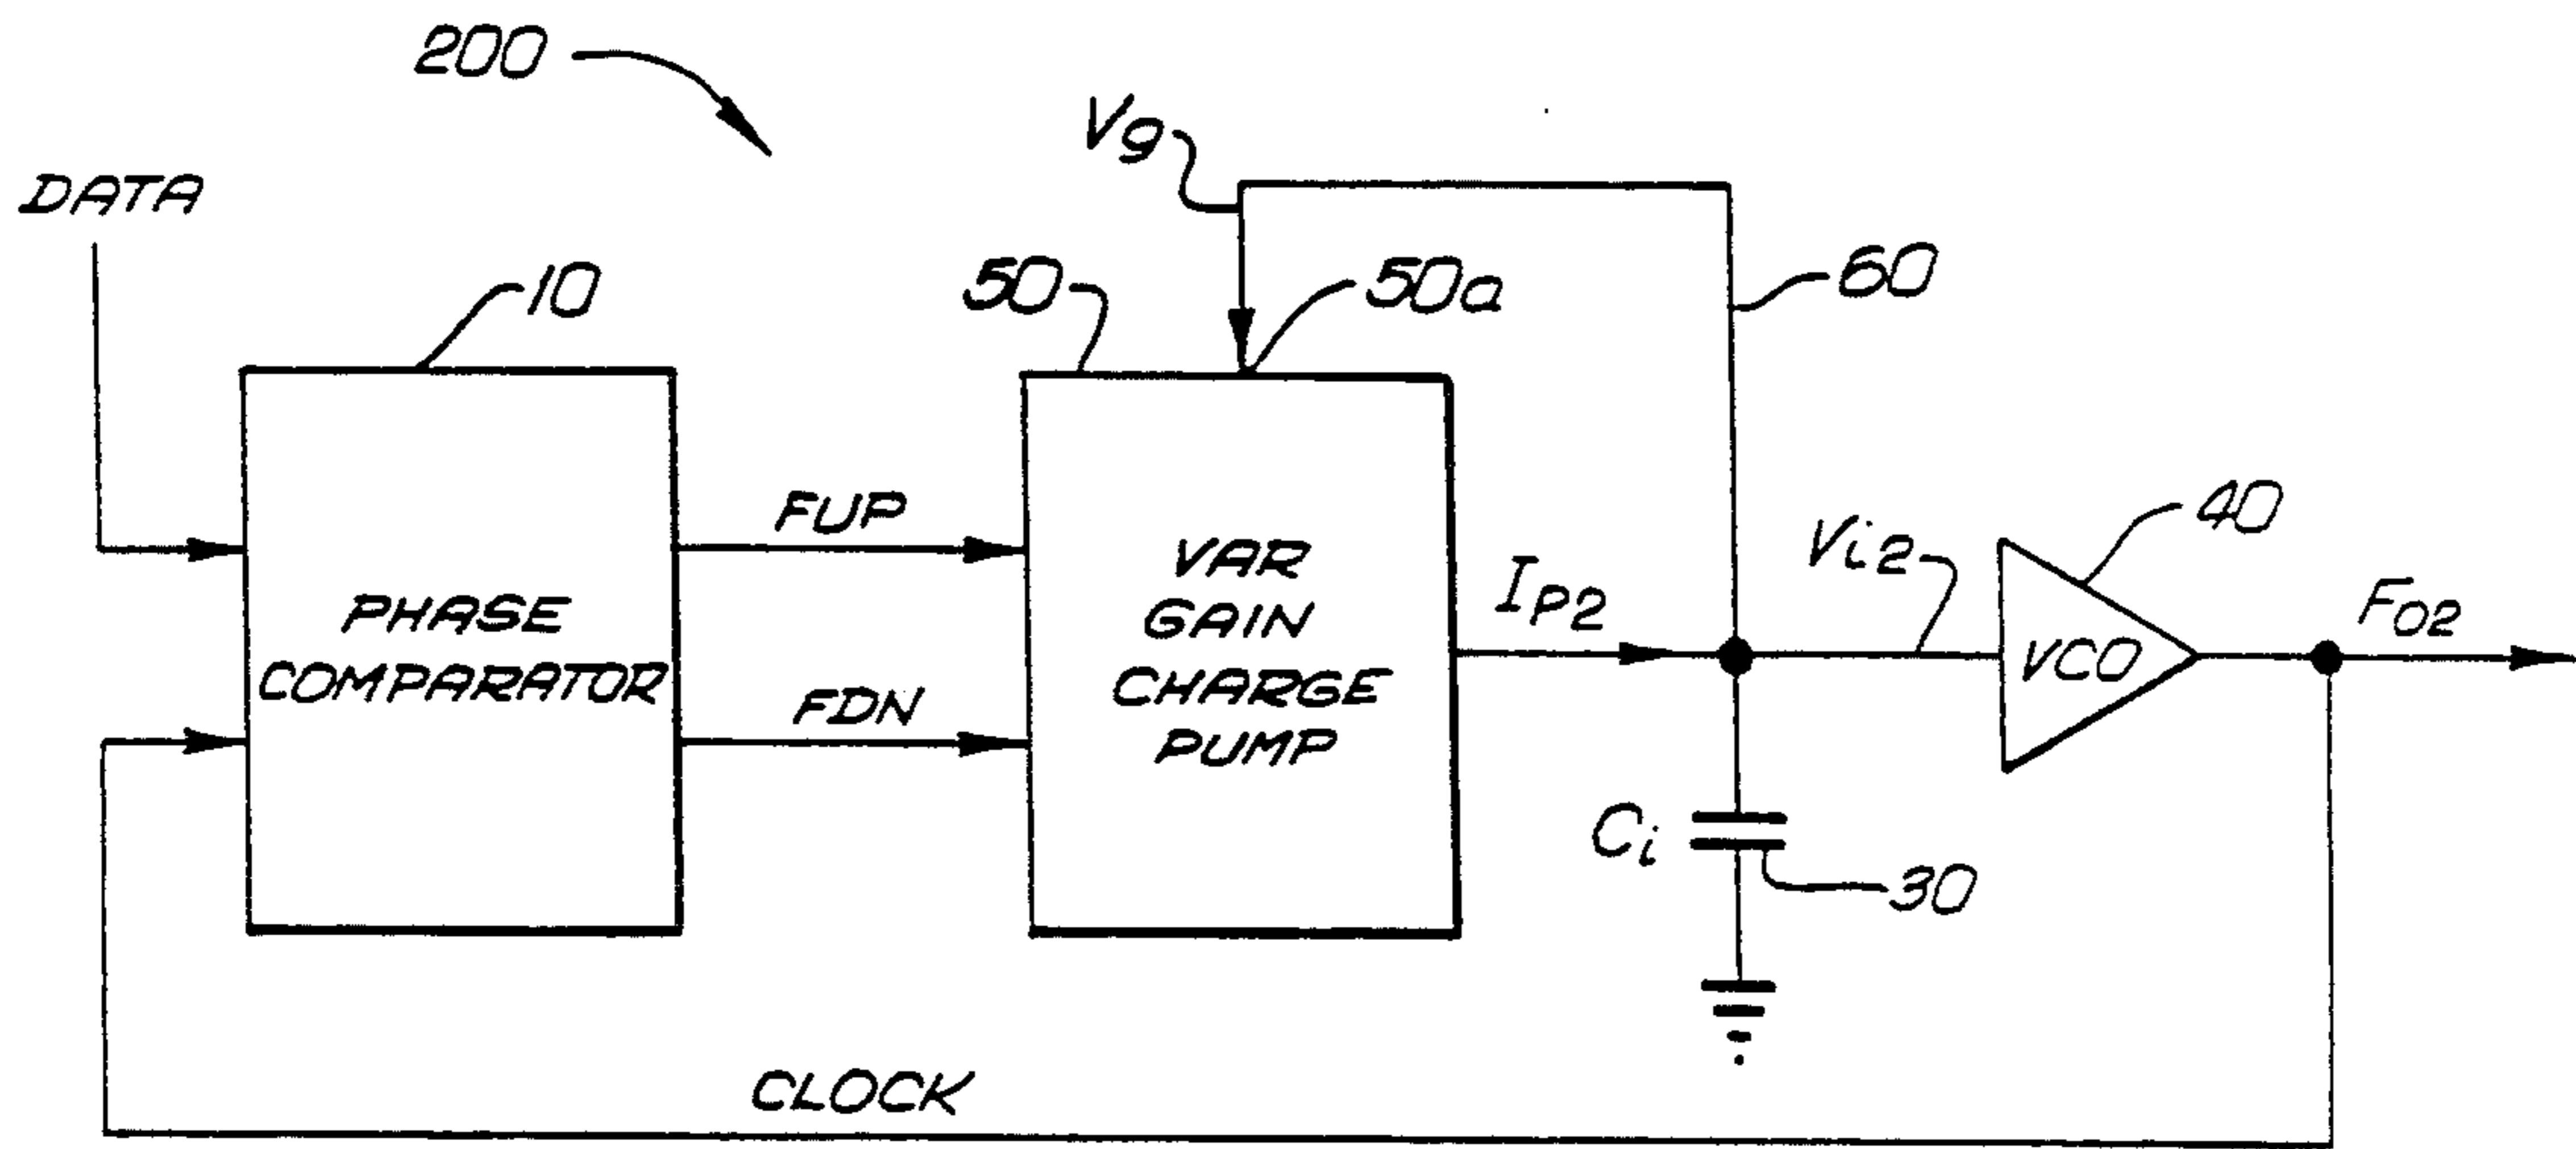 200
Vg
DATA
10
50
50a
60
FUP
VAR
GAIN
CHARGE
PUMP
PHASE
COMPARATOR
FDN
IP2
Vi2
40
VCO
FO2
Ci
30
CLOCK